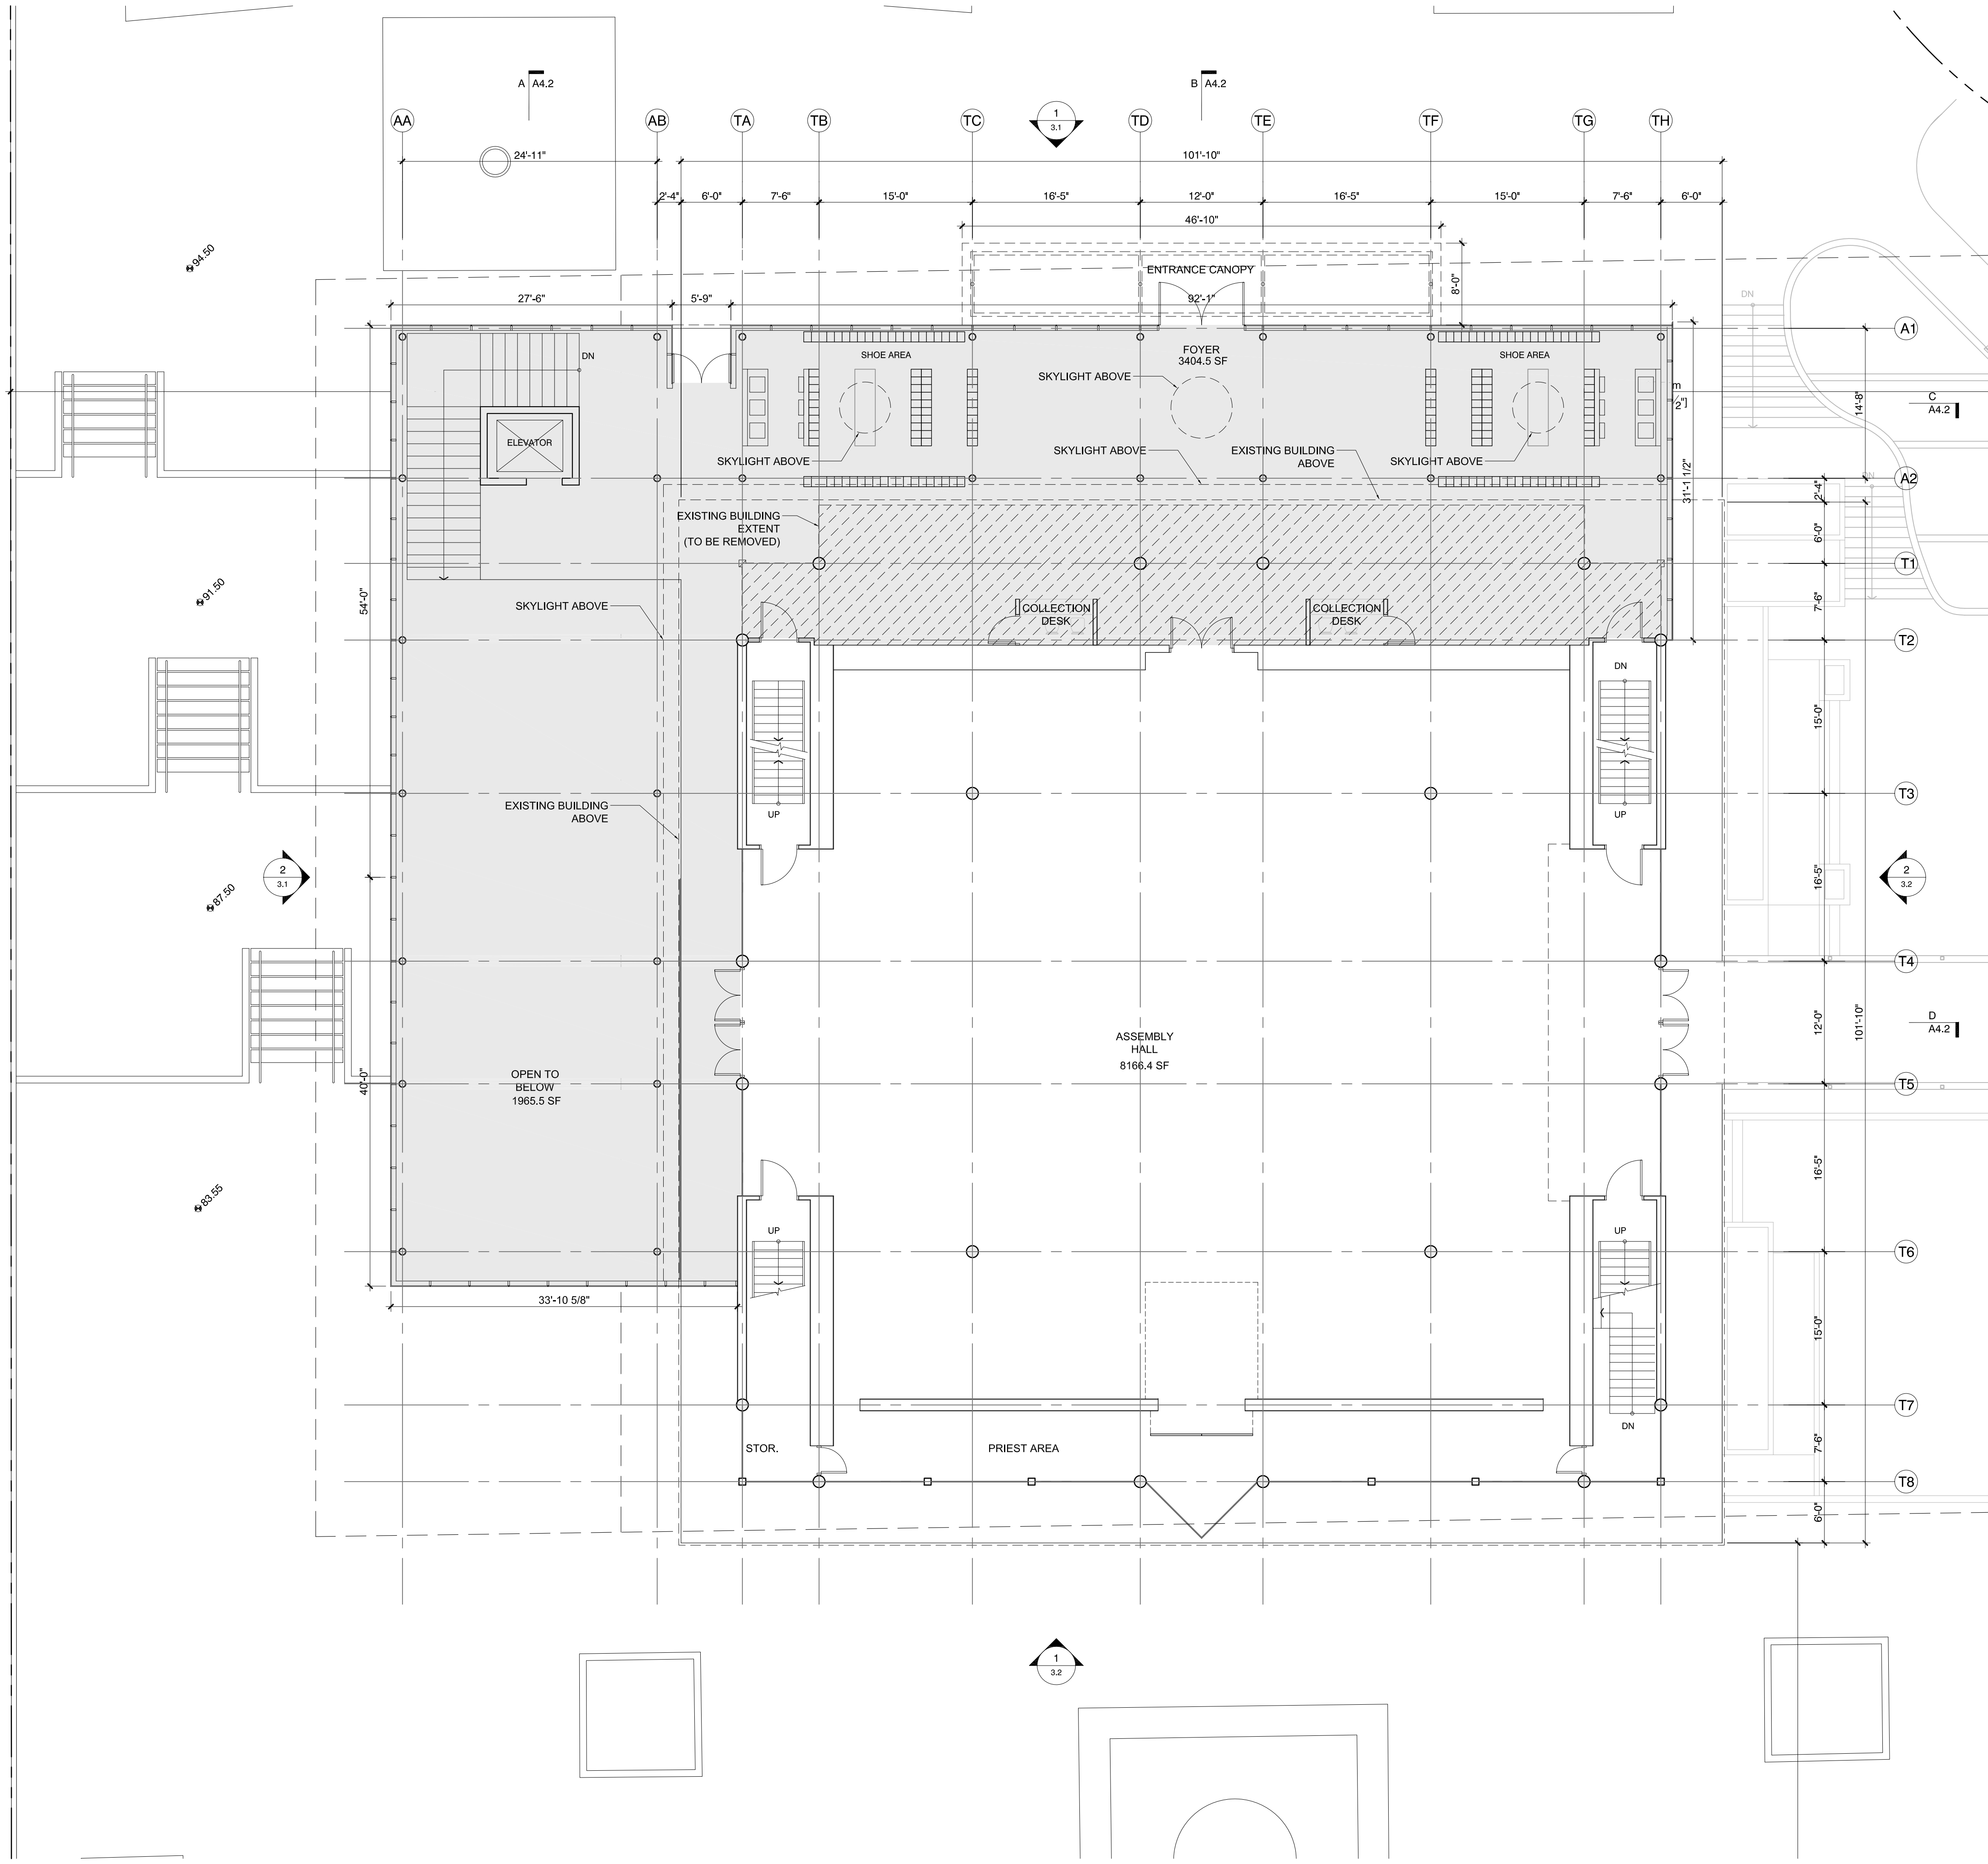 A A4.2
B A4.2
1
3.1
AA
AB
TA
TB
TC
TD
TE
TF
TG
TH
24'-11"
101'-10"
2'-4"
6'-0"
7'-6"
15'-0"
16'-5"
12'-0"
16'-5"
15'-0"
7'-6"
6'-0"
46'-10"
94.50
ENTRANCE CANOPY
8'-0"
27'-6"
5'-9"
92'-1"
DN
A1
DN
SHOE AREA
FOYER
3404.5 SF
SHOE AREA
SKYLIGHT ABOVE
m
/2"]
14'-8"
C
A4.2
ELEVATOR
SKYLIGHT ABOVE
SKYLIGHT ABOVE
EXISTING BUILDING
ABOVE
SKYLIGHT ABOVE
31'-1 1/2"
DN
A2
2'-4"
EXISTING BUILDING
EXTENT
(TO BE REMOVED)
6'-0"
T1
91.50
54'-0"
SKYLIGHT ABOVE
COLLECTION
DESK
COLLECTION
DESK
7'-6"
T2
DN
15'-0"
EXISTING BUILDING
ABOVE
UP
UP
T3
2
3.1
87.50
16'-5"
2
3.2
T4
ASSEMBLY
HALL
8166.4 SF
12'-0"
101'-10"
D
A4.2
OPEN TO
BELOW
1965.5 SF
40'-0"
T5
83.55
16'-5"
UP
UP
T6
33'-10 5/8"
15'-0"
T7
DN
STOR.
PRIEST AREA
7'-6"
T8
6'-0"
1
3.2